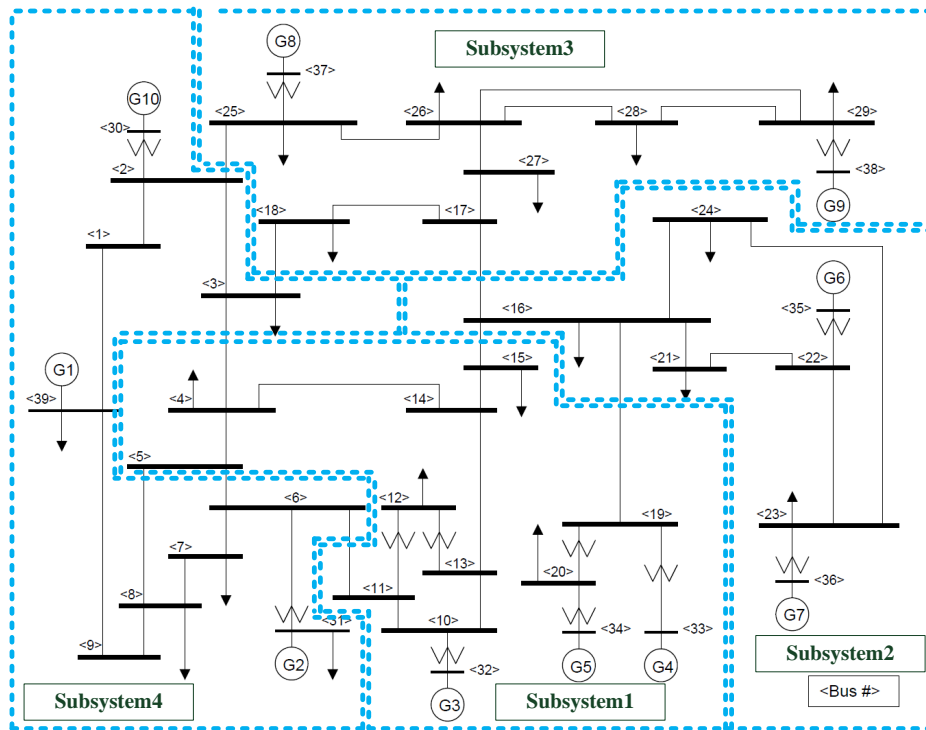 G8
Subsystem3
<37>
G10
<25>
<26>
<28>
<29>
<30>
<2>
<27>
<38>
<18>
<17>
G9
<24>
<1>
<3>
G6
<16>
<35>
<15>
<21>
<22>
G1
<39>
<4>
<14>
<5>
<6>
<12>
<19>
<23>
<7>
<13>
<20>
<8>
<11>
<36>
<31>
<10>
<34>
<33>
G7
<9>
G2
<32>
G5
G4
Subsystem2
Subsystem4
G3
Subsystem1
<Bus #>